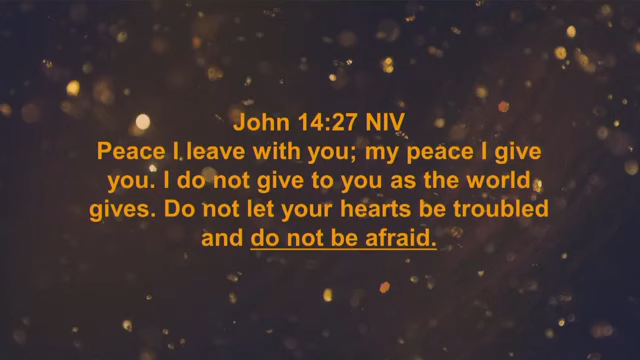 John 14:27 NIV
Peace I leave with you; my peace I give
you. I do not give to you as the world
gives. Do not let your hearts be troubled
and do not be afraid.